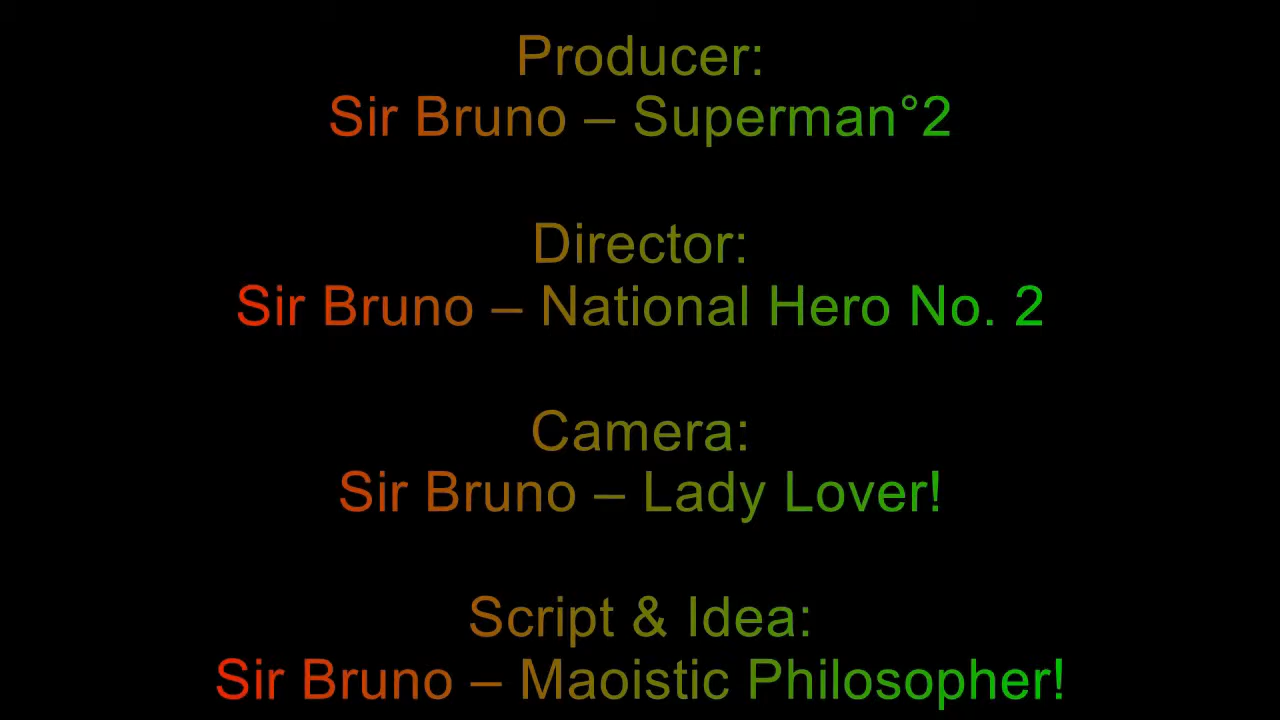 Producer:
Sir Bruno – Superman°2
Director:
Sir Bruno – National Hero No. 2
Camera:
Sir Bruno – Lady Lover!
Script & Idea:
Sir Bruno – Maoistic Philosopher!